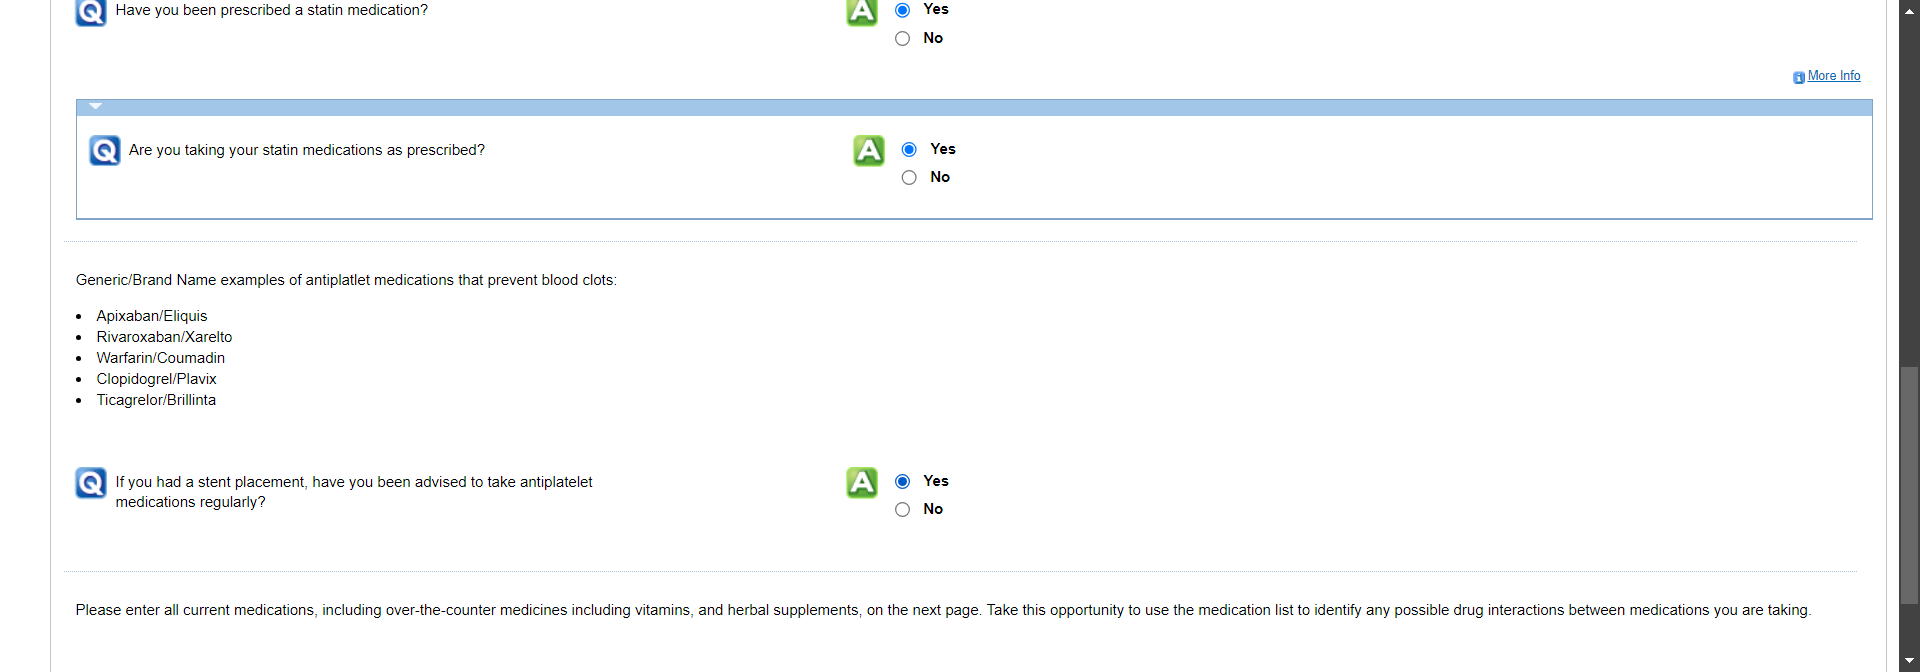 Have you been prescribed a statin medication?
Yes
No
More Info
Are you taking your statin medications as prescribed?
Yes
No
Generic/Brand Name examples of antiplatlet medications that prevent blood clots:
• Apixaban/Eliquis
• Rivaroxaban/Xarelto
• Warfarin/Coumadin
• Clopidogrel/Plavix
• Ticagrelor/Brillinta
If you had a stent placement, have you been advised to take antiplatelet
medications regularly?
Yes
No
Please enter all current medications, including over-the-counter medicines including vitamins, and herbal supplements, on the next page. Take this opportunity to use the medication list to identify any possible drug interactions between medications you are taking.